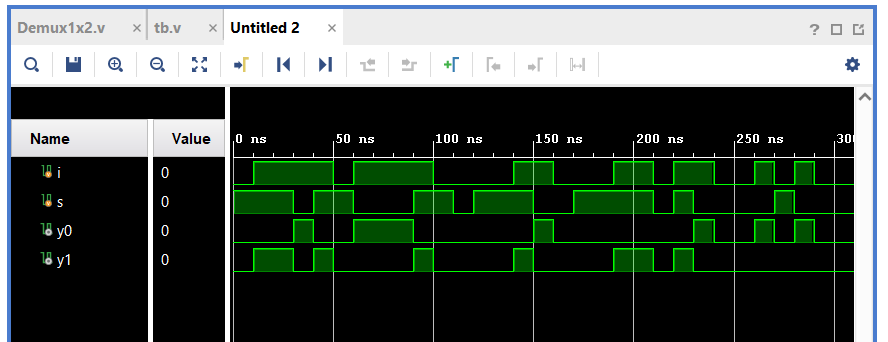 Demux1x2.v × tb.v × Untitled 2 ×
?
Name Value
0 ns 50 ns 100 ns 150 ns 200 ns 250 ns 300
i 0
s 0
y0 0
y1 0